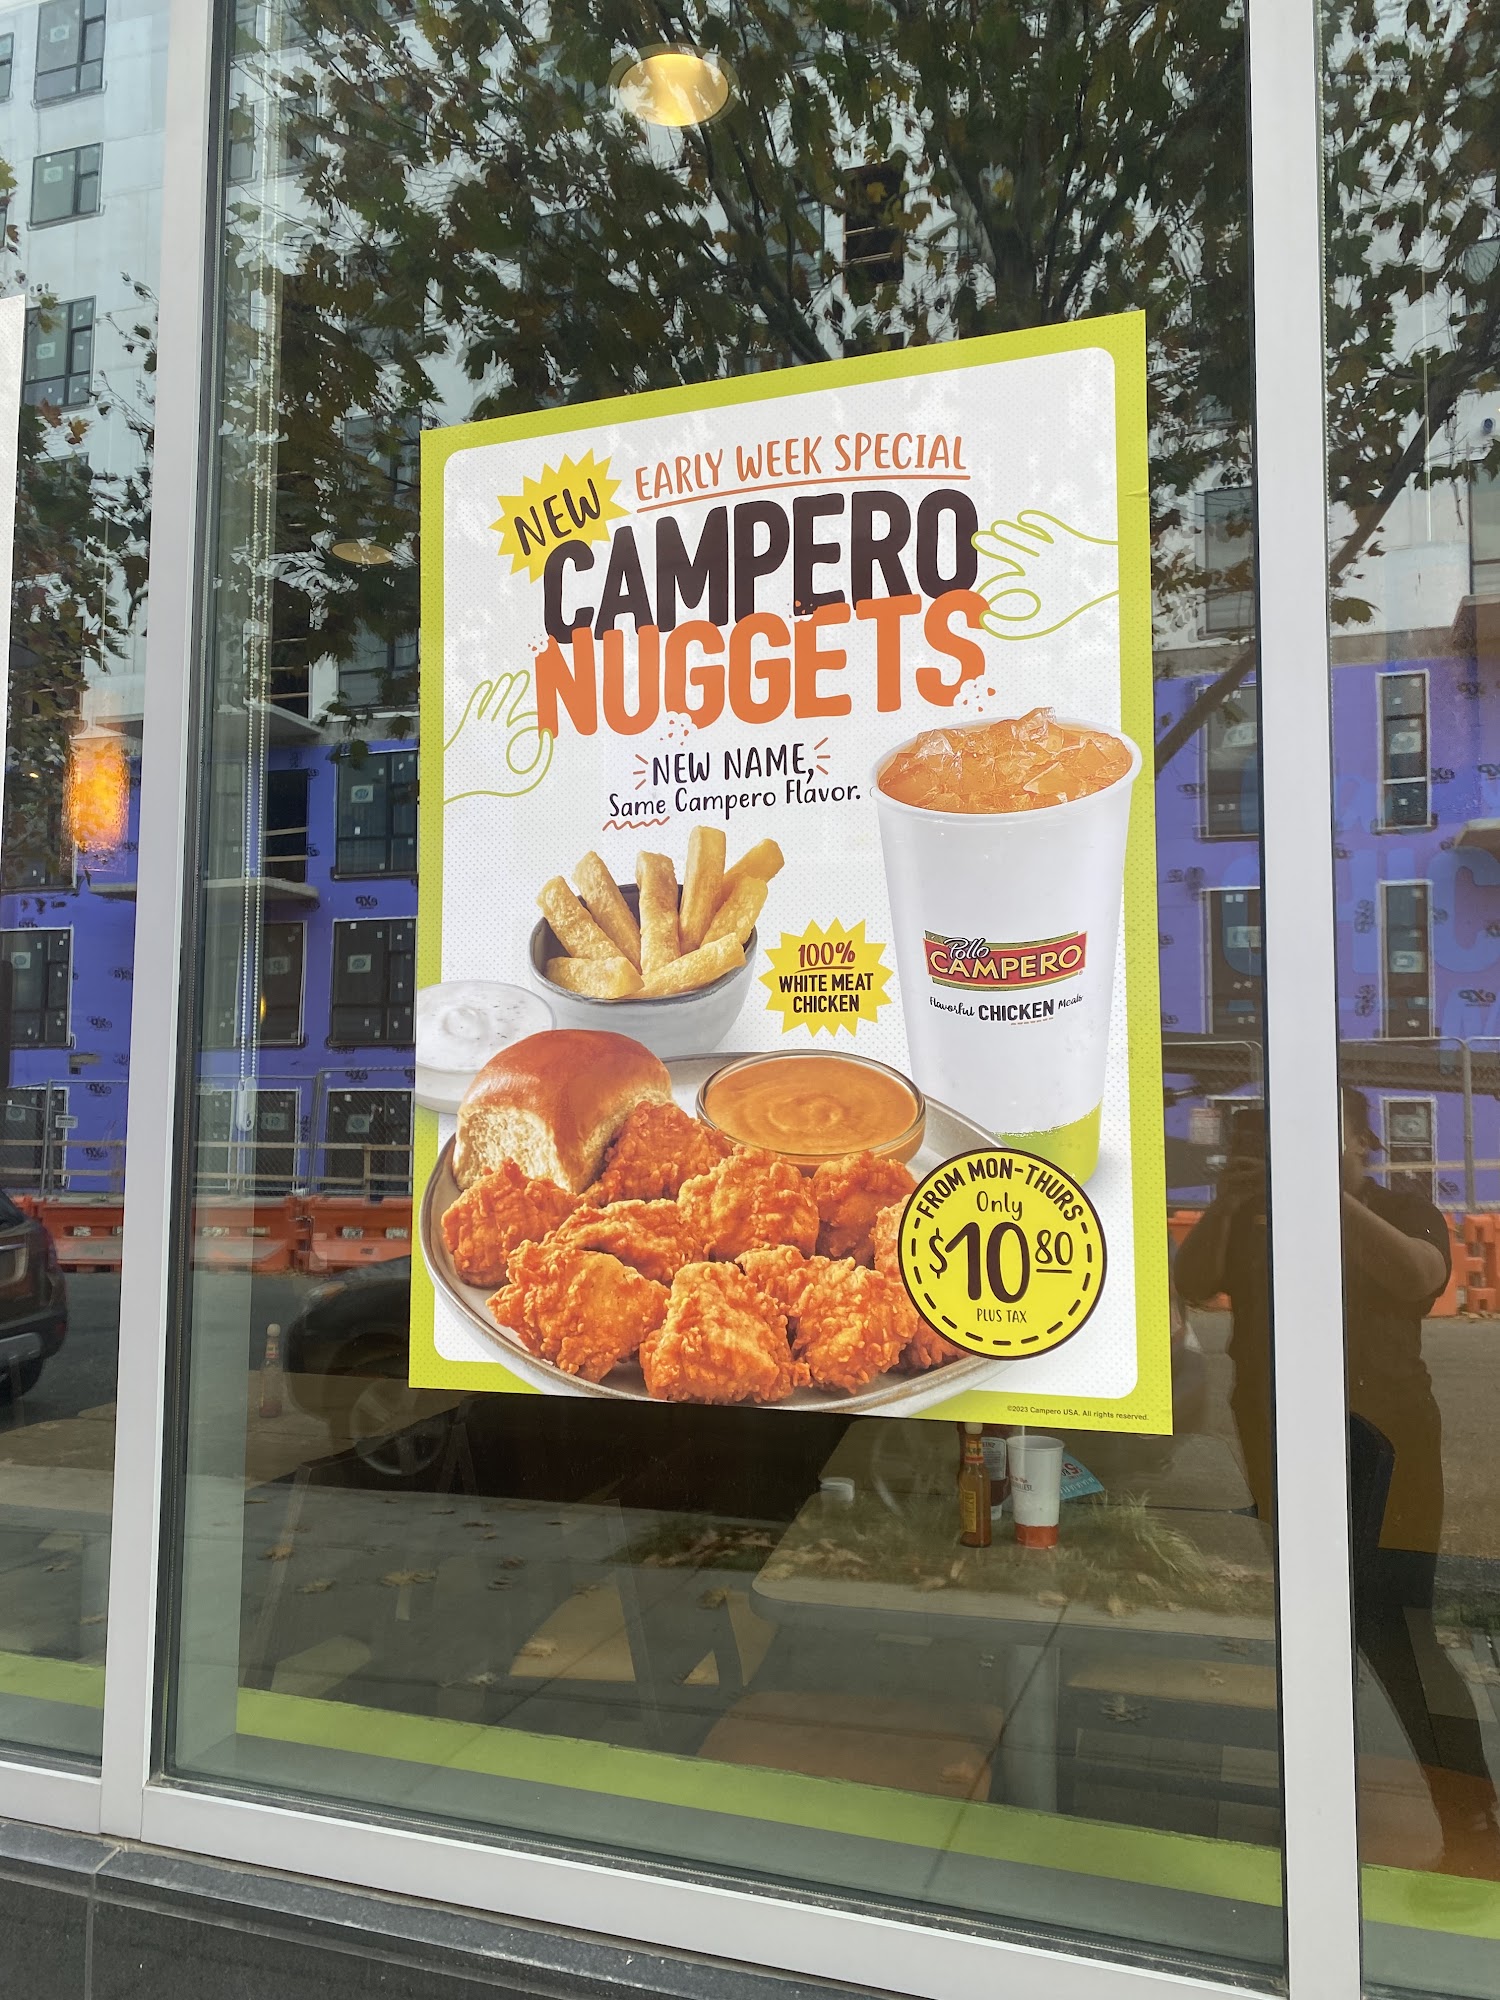 NEW
EARLY WEEK SPECIAL
CAMPERO
NUGGETS
NEW NAME,
Same Campero Flavor.
100%
WHITE MEAT
CHICKEN
Pollo
CAMPERO
Flavorful CHICKEN Meals
FROM MON-THURS
Only
$10 80
PLUS TAX
©2023 Campero USA. All rights reserved.